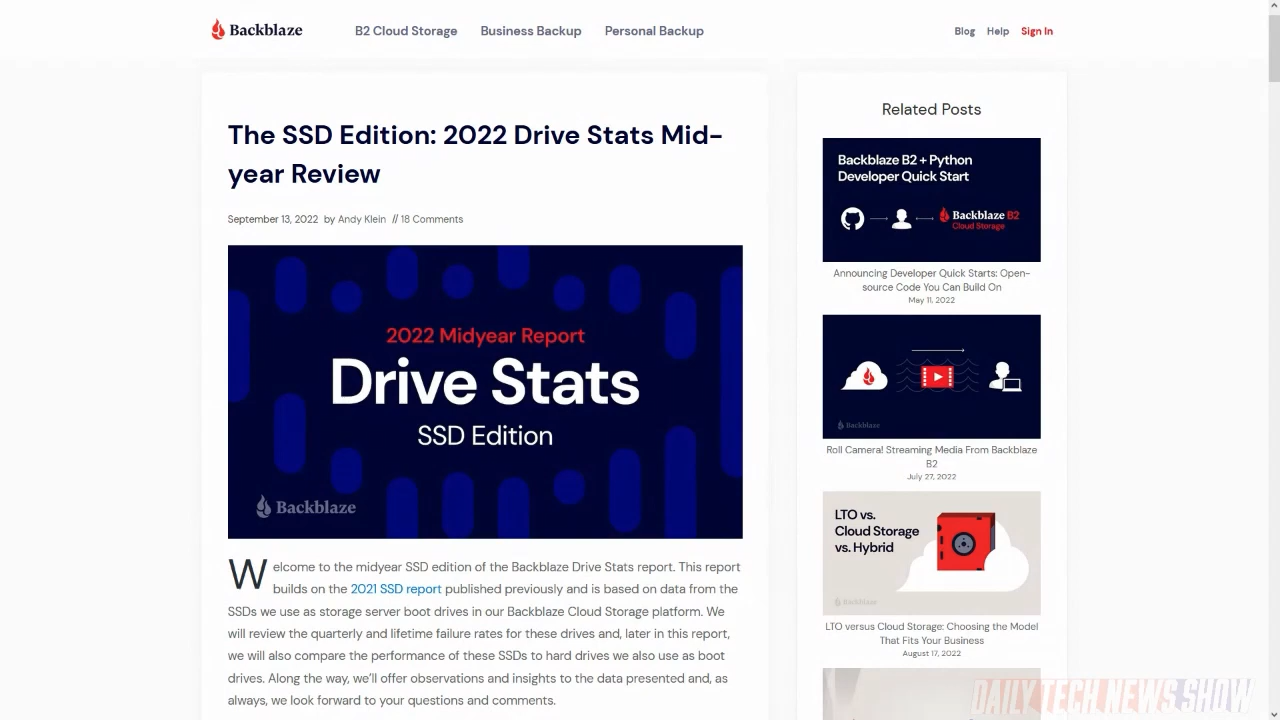 Backblaze
B2 Cloud Storage
Business Backup
Personal Backup
Blog
Help
Sign In
The SSD Edition: 2022 Drive Stats Mid-
year Review
September 13, 2022 by Andy Klein // 18 Comments
2022 Midyear Report
Drive Stats
SSD Edition
Backblaze
Welcome to the midyear SSD edition of the Backblaze Drive Stats report. This report
builds on the 2021 SSD report published previously and is based on data from the
SSDs we use as storage server boot drives in our Backblaze Cloud Storage platform. We
will review the quarterly and lifetime failure rates for these drives and, later in this report,
we will also compare the performance of these SSDs to hard drives we also use as boot
drives. Along the way, we'll offer observations and insights to the data presented and, as
always, we look forward to your questions and comments.
Related Posts
Backblaze B2 + Python
Developer Quick Start
Backblaze B2
Cloud Storage
Announcing Developer Quick Starts: Open-
source Code You Can Build On
May 11, 2022
Backblaze
Roll Camera! Streaming Media From Backblaze
B2
July 27, 2022
LTO vs.
Cloud Storage
vs. Hybrid
Backblaze
LTO versus Cloud Storage: Choosing the Model
That Fits Your Business
August 17, 2022
DAILY TECH NEWS SHOW